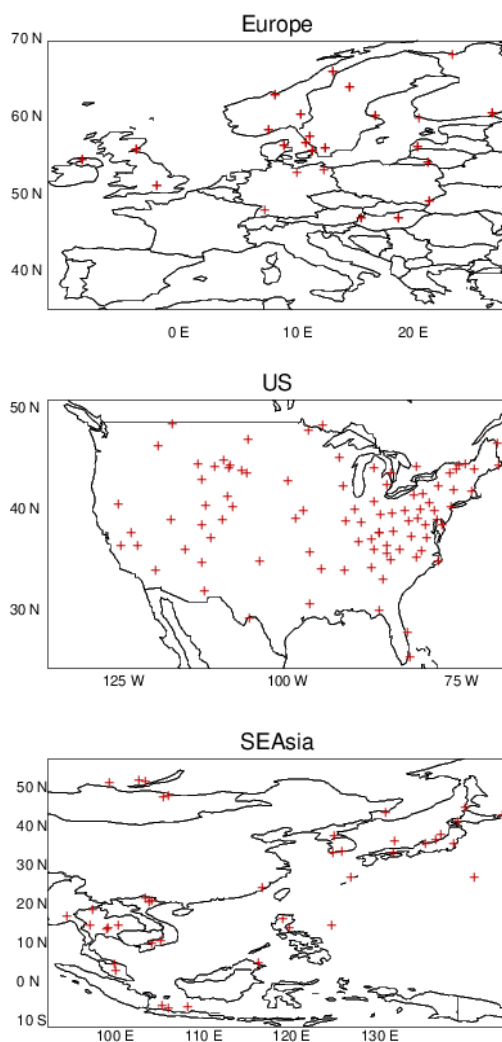 Europe
70 N
60 N
50 N
40 N
0 E 10 E 20 E
US
50 N
40 N
30 N
125 W 100 W 75 W
SEAsia
50 N
40 N
30 N
20 N
10 N
0 N
10 S
100 E 110 E 120 E 130 E